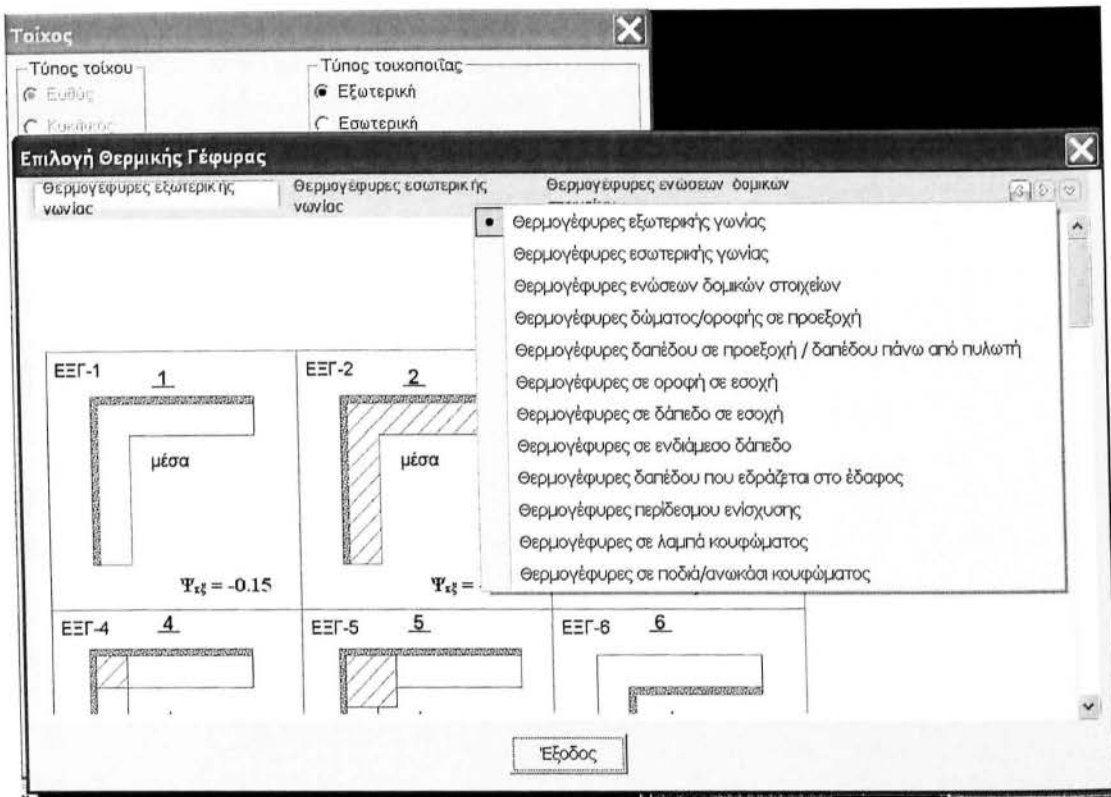 Τοίχος
Τύπος τοίχου
Τύπος τοιχοποιΐας
Ευθύς
Εξωτερική
Κυκλικός
Εσωτερική
Επιλογή Θερμικής Γέφυρας
Θερμογέφυρες εξωτερικής γωνίας
Θερμογέφυρες εσωτερικής γωνίας
Θερμογέφυρες ενώσεων δομικών
Θερμογέφυρες εξωτερικής γωνίας
Θερμογέφυρες εσωτερικής γωνίας
Θερμογέφυρες ενώσεων δομικών στοιχείων
Θερμογέφυρες δώματος/οροφής σε προεξοχή
Θερμογέφυρες δαπέδου σε προεξοχή / δαπέδου πάνω από πυλωτή
Θερμογέφυρες σε οροφή σε εσοχή
Θερμογέφυρες σε δάπεδο σε εσοχή
Θερμογέφυρες σε ενδιάμεσο δάπεδο
Θερμογέφυρες δαπέδου που εδράζεται στο έδαφος
Θερμογέφυρες περίδεσμου ενίσχυσης
Θερμογέφυρες σε λαμπά κουφώματος
Θερμογέφυρες σε ποδιά/ανωκάσι κουφώματος
ΕΞΓ-1 1
μέσα
Ψεξ = -0.15
ΕΞΓ-2 2
μέσα
Ψεξ = -
ΕΞΓ-4 4
ΕΞΓ-5 5
ΕΞΓ-6 6
Έξοδος